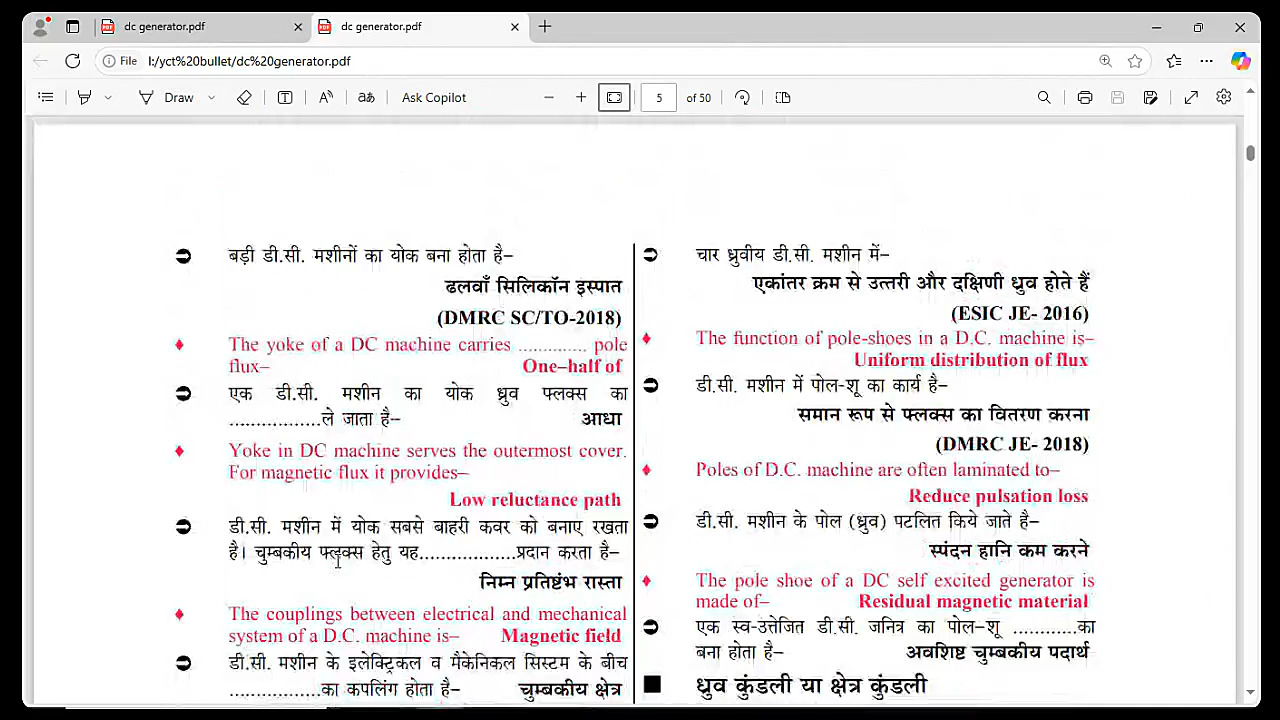 dc generator.pdf
dc generator.pdf
File
I:/yct%20bullet/dc%20generator.pdf
Draw
Ask Copilot
5 of 50
बड़ी डी.सी. मशीनों का योक बना होता है–
ढलवाँ सिलिकॉन इस्पात
(DMRC SC/TO-2018)
The yoke of a DC machine carries ............. pole
flux– One–half of
एक डी.सी. मशीन का योक ध्रुव फ्लक्स का
.................ले जाता है– आधा
Yoke in DC machine serves the outermost cover.
For magnetic flux it provides–
Low reluctance path
डी.सी. मशीन में योक सबसे बाहरी कवर को बनाए रखता
है। चुम्बकीय फ्लक्स हेतु यह..................प्रदान करता है–
निम्न प्रतिष्टंभ रास्ता
The couplings between electrical and mechanical
system of a D.C. machine is– Magnetic field
डी.सी. मशीन के इलेक्ट्रिकल व मैकेनिकल सिस्टम के बीच
.................का कपलिंग होता है– चुम्बकीय क्षेत्र
चार ध्रुवीय डी.सी. मशीन में–
एकांतर क्रम से उत्तरी और दक्षिणी ध्रुव होते हैं
(ESIC JE- 2016)
The function of pole-shoes in a D.C. machine is–
Uniform distribution of flux
डी.सी. मशीन में पोल-शू का कार्य है–
समान रूप से फ्लक्स का वितरण करना
(DMRC JE- 2018)
Poles of D.C. machine are often laminated to–
Reduce pulsation loss
डी.सी. मशीन के पोल (ध्रुव) पटलित किये जाते है–
स्पंदन हानि कम करने
The pole shoe of a DC self excited generator is
made of– Residual magnetic material
एक स्व-उत्तेजित डी.सी. जनित्र का पोल–शू ............का
बना होता है– अवशिष्ट चुम्बकीय पदार्थ
ध्रुव कुंडली या क्षेत्र कुंडली